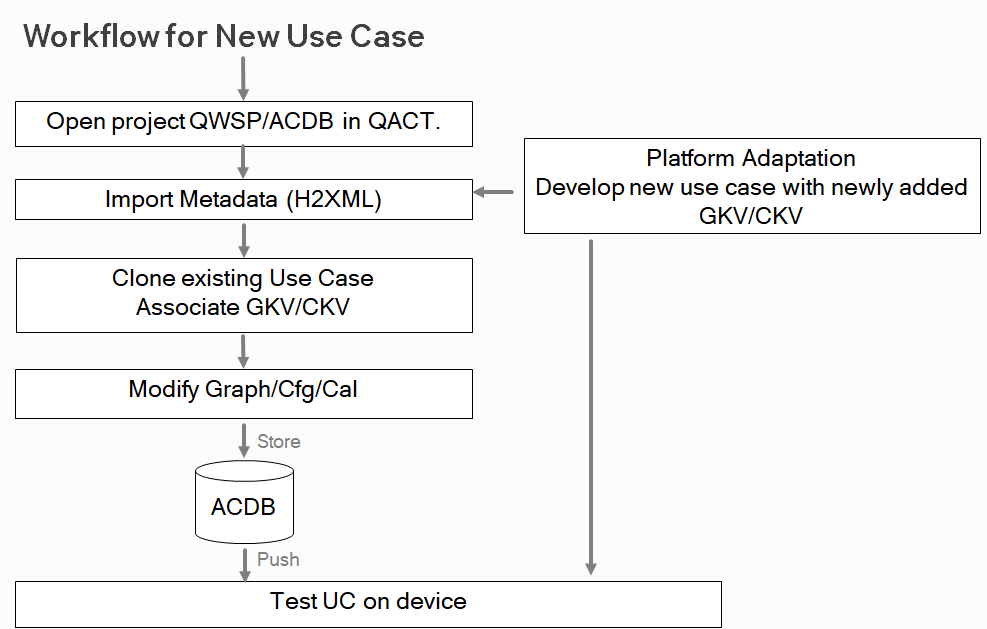 Workflow for New Use Case
Open project QWSP/ACDB in QACT.
Import Metadata (H2XML)
Platform Adaptation
Develop new use case with newly added
GKV/CKV
Clone existing Use Case
Associate GKV/CKV
Modify Graph/Cfg/Cal
Store
ACDB
Push
Test UC on device